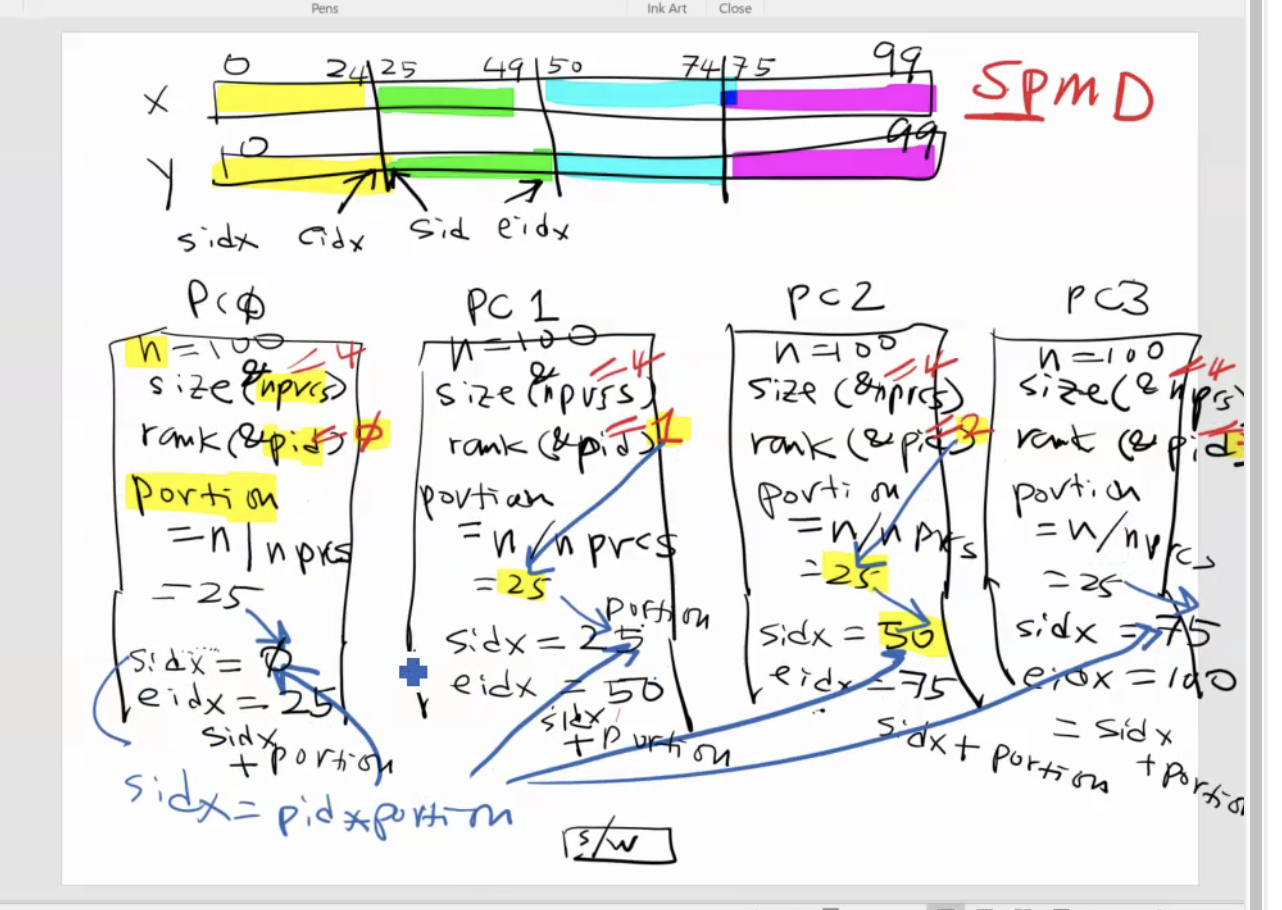 Pens
Ink Art
Close
0 24 25 49 50 74 75 99
X
SPMD
0 99
Y
sidx eidx sid eidx
PC0
n=100
size(&nprcs) 4
rank(&pid) 0
portion
=n/nprcs
=25
sidx = 0
eidx = 25
sidx
+portion
PC1
n=100
size(&nprcs) 4
rank(&pid) 1
portion
=n/nprcs
=25
portion
sidx = 25
eidx = 50
sidx
+portion
PC2
n=100
size(&nprcs) 4
rank(&pid)
portion
=n/nprcs
=25
sidx = 50
eidx = 75
sidx + portion
PC3
n=100
size(&nprcs) 4
rank(&pid)
portion
=n/nprcs
=25
sidx = 75
eidx = 100
= sidx
+portion
sidx = pid*portion
s/w